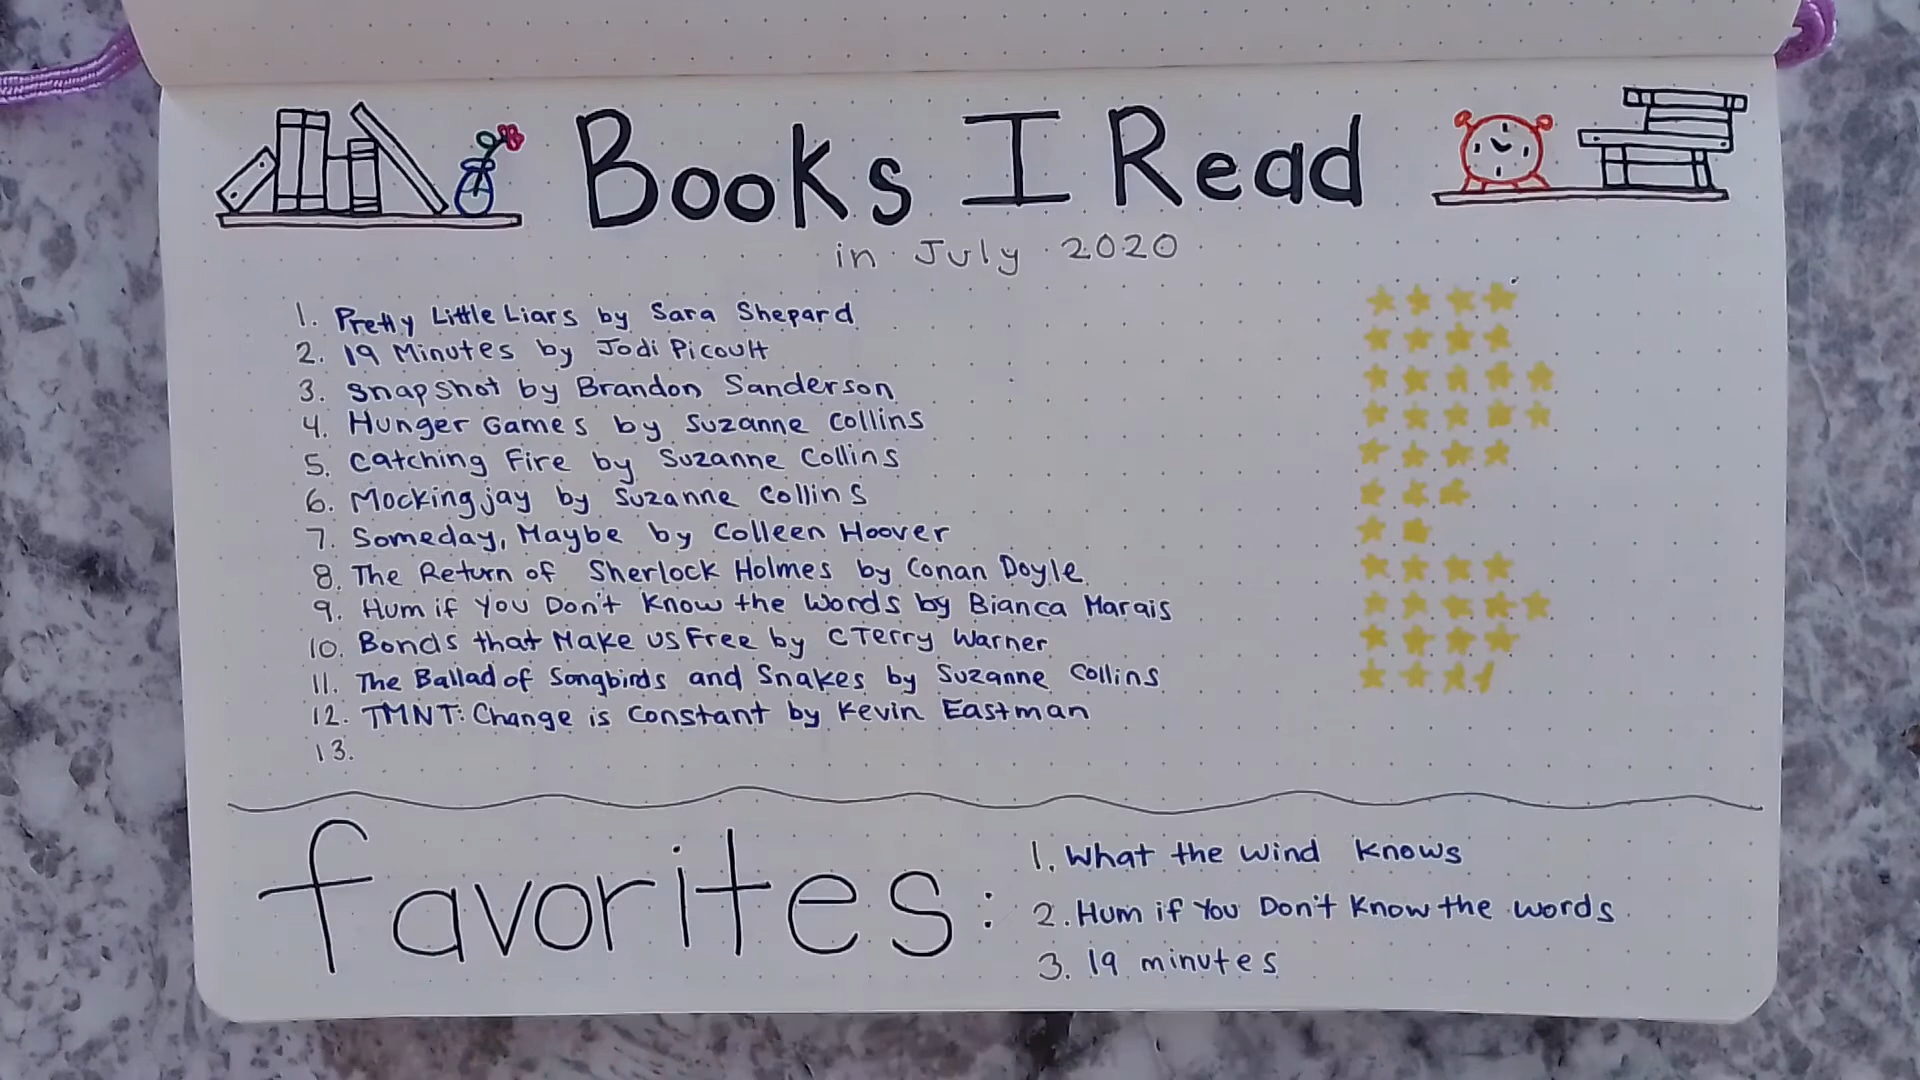 Books I Read
in July 2020
1. Pretty Little Liars by Sara Shepard
2. 19 Minutes by Jodi Picoult
3. Snapshot by Brandon Sanderson
4. Hunger Games by Suzanne Collins
5. Catching Fire by Suzanne Collins
6. Mockingjay by Suzanne Collins
7. Someday, Maybe by Colleen Hoover
8. The Return of Sherlock Holmes by Conan Doyle
9. Hum if You Don't Know the Words by Bianca Marais
10. Bonds that Make us Free by C Terry Warner
11. The Ballad of Songbirds and Snakes by Suzanne Collins
12. TMNT: Change is Constant by Kevin Eastman
13.
favorites:
1. What the Wind Knows
2. Hum if You Don't Know the words
3. 19 minutes